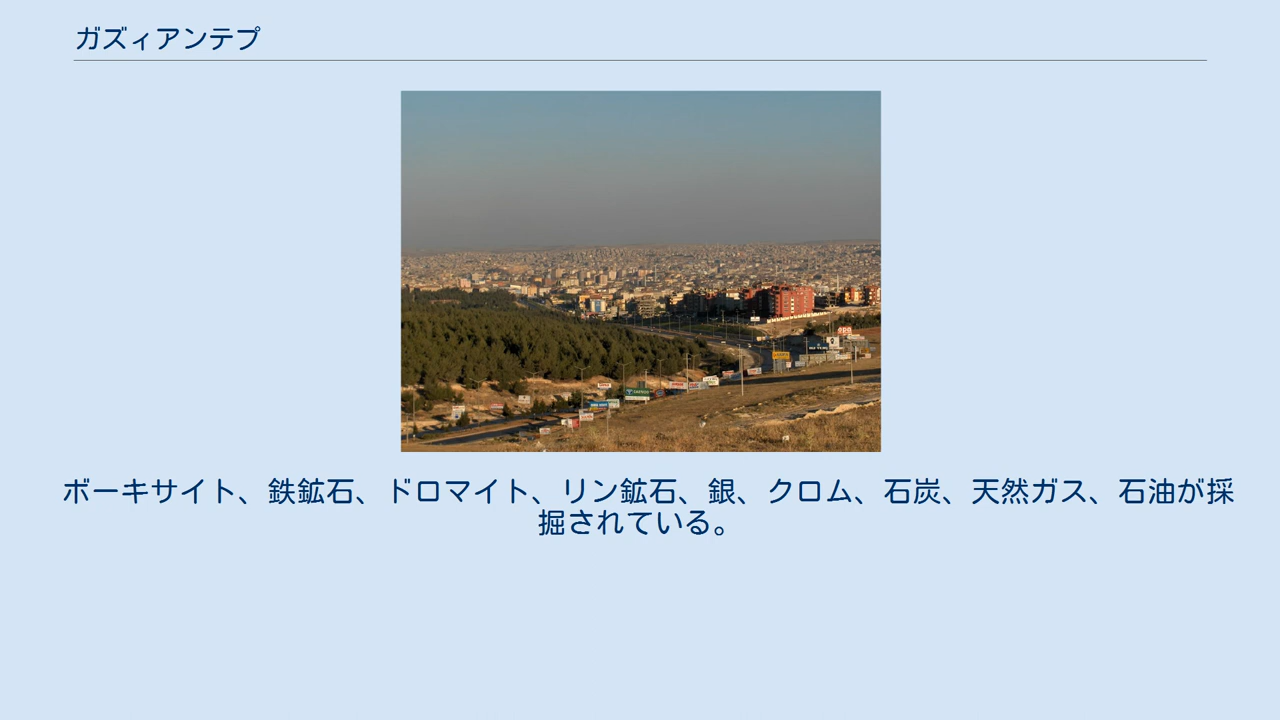 ガズィアンテプ
ボーキサイト、鉄鉱石、ドロマイト、リン鉱石、銀、クロム、石炭、天然ガス、石油が採
掘されている。